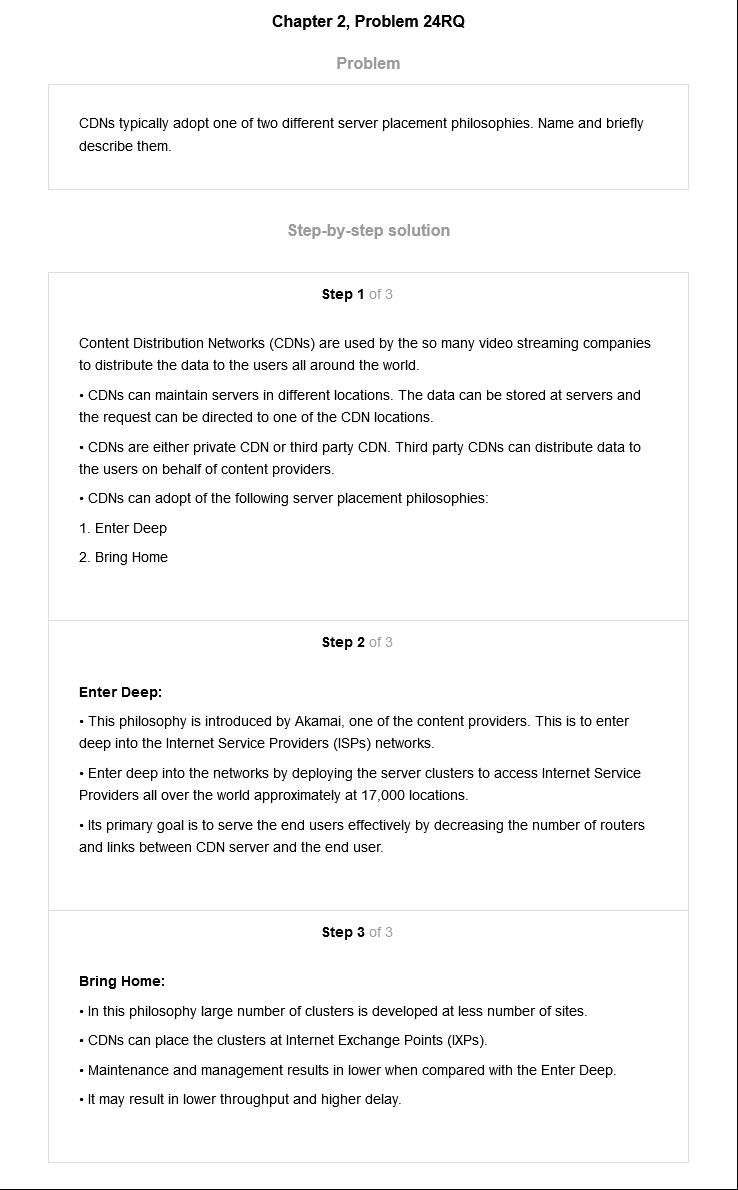 Chapter 2, Problem 24RQ
Problem
CDNs typically adopt one of two different server placement philosophies. Name and briefly
describe them.
Step-by-step solution
Step 1 of 3
Content Distribution Networks (CDNs) are used by the so many video streaming companies
to distribute the data to the users all around the world.
• CDNs can maintain servers in different locations. The data can be stored at servers and
the request can be directed to one of the CDN locations.
• CDNs are either private CDN or third party CDN. Third party CDNs can distribute data to
the users on behalf of content providers.
• CDNs can adopt of the following server placement philosophies:
1. Enter Deep
2. Bring Home
Step 2 of 3
Enter Deep:
• This philosophy is introduced by Akamai, one of the content providers. This is to enter
deep into the Internet Service Providers (ISPs) networks.
• Enter deep into the networks by deploying the server clusters to access Internet Service
Providers all over the world approximately at 17,000 locations.
• Its primary goal is to serve the end users effectively by decreasing the number of routers
and links between CDN server and the end user.
Step 3 of 3
Bring Home:
• In this philosophy large number of clusters is developed at less number of sites.
• CDNs can place the clusters at Internet Exchange Points (IXPs).
• Maintenance and management results in lower when compared with the Enter Deep.
• It may result in lower throughput and higher delay.